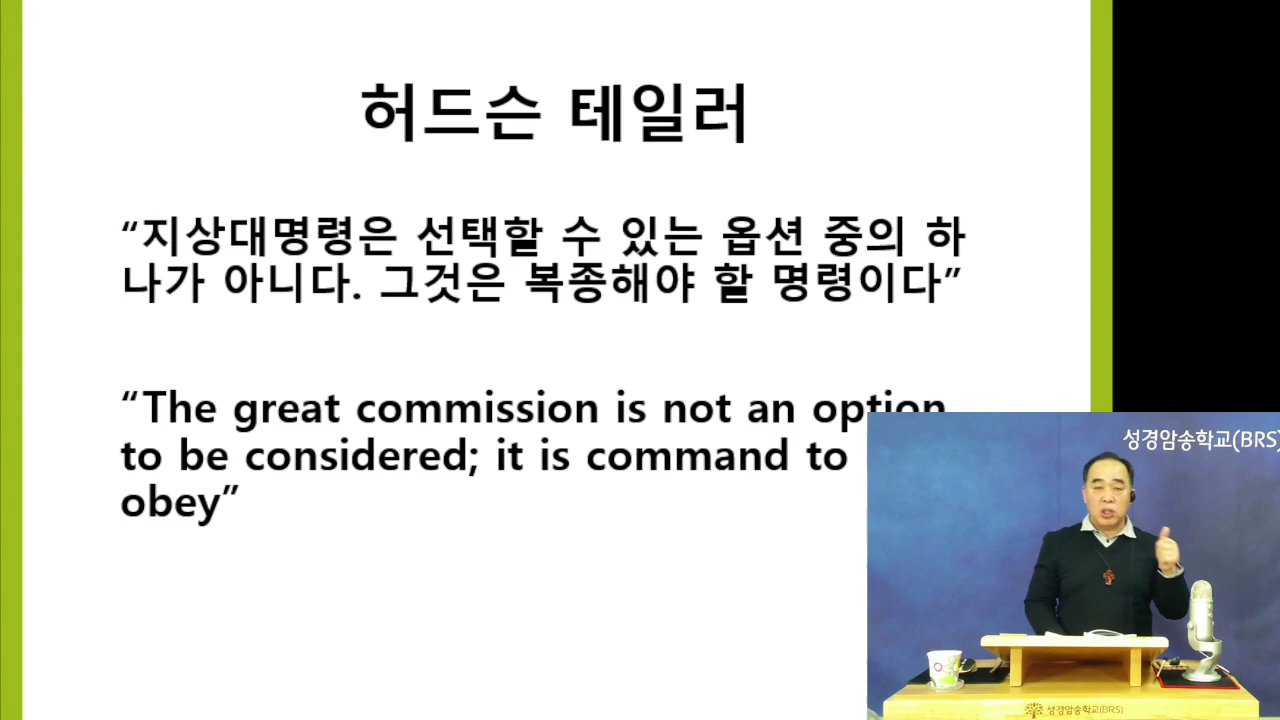 허드슨 테일러
“지상대명령은 선택할 수 있는 옵션 중의 하
나가 아니다. 그것은 복종해야 할 명령이다”
“The great commission is not an option
to be considered; it is command to
obey”
성경암송학교(BRS)
성경암송학교(BRS)